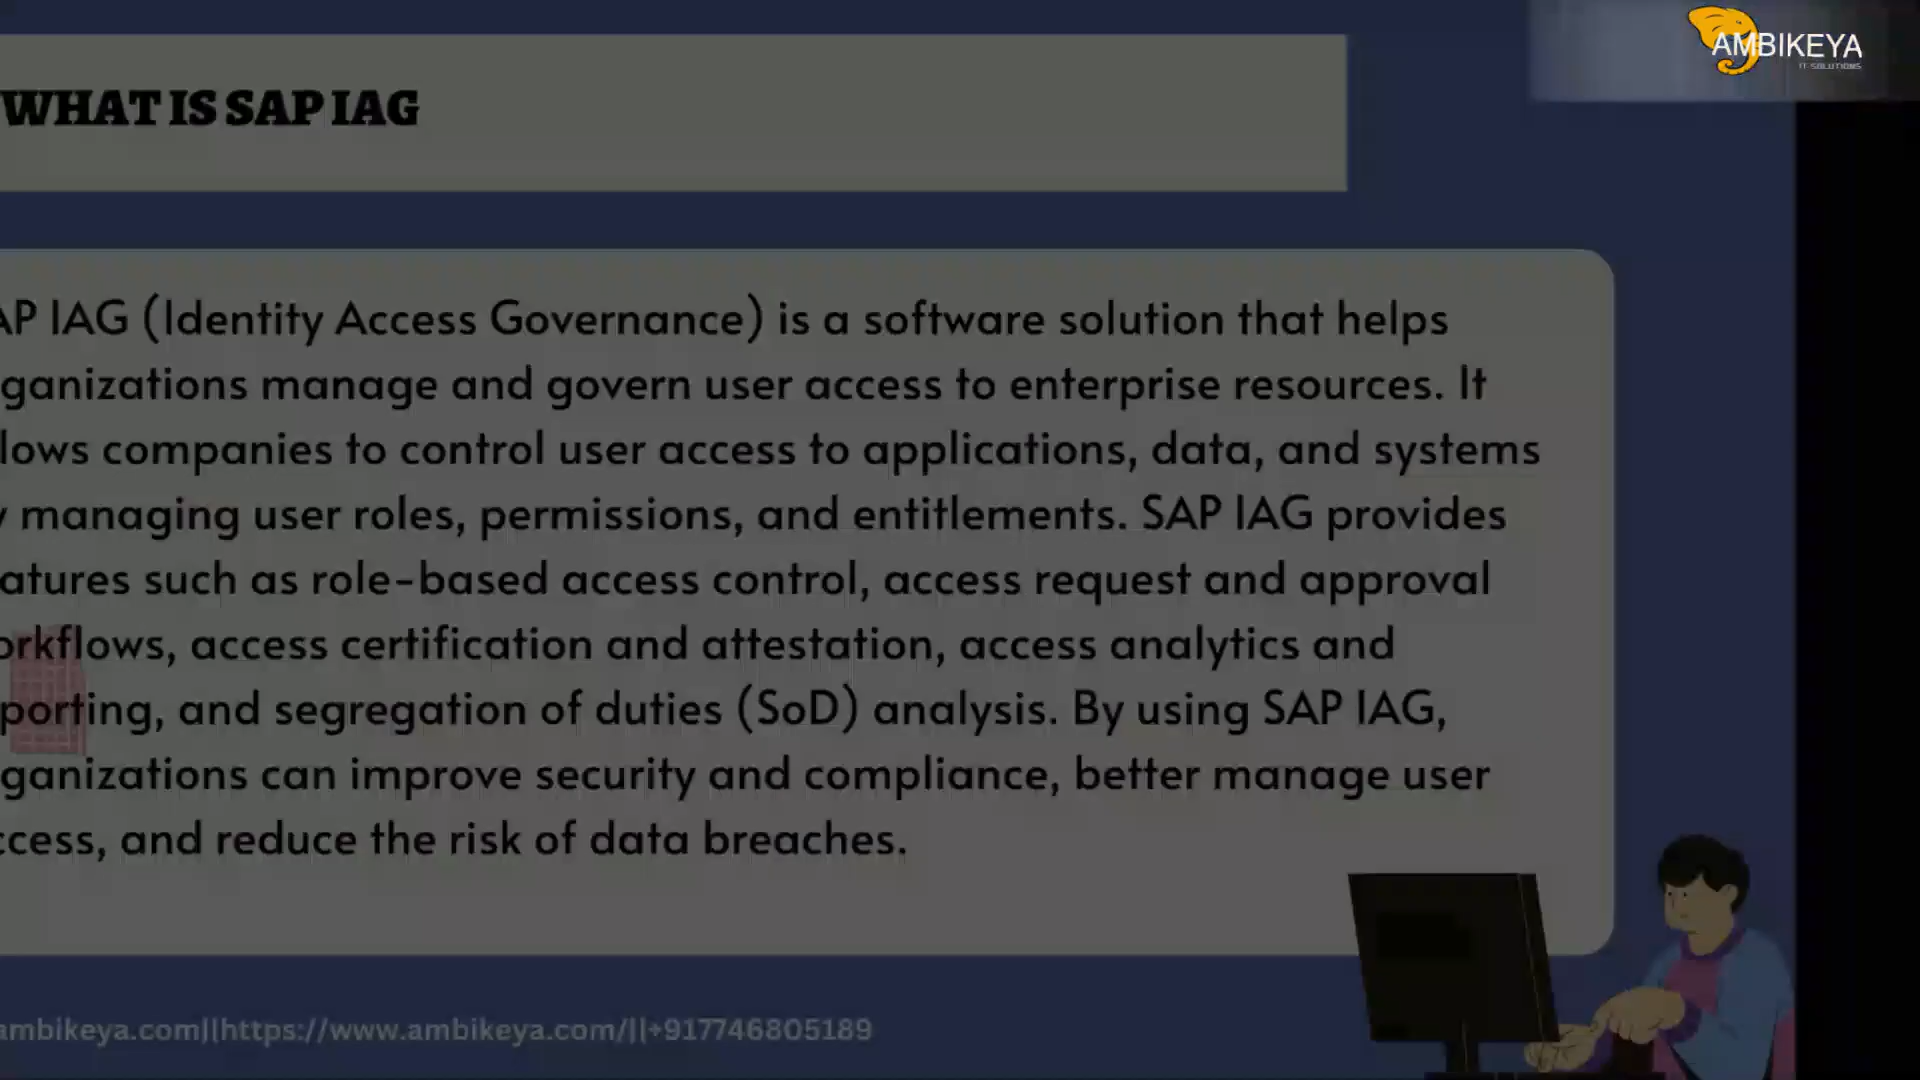 AMBIKEYA
IT SOLUTIONS
WHAT IS SAP IAG
AP IAG (Identity Access Governance) is a software solution that helps
ganizations manage and govern user access to enterprise resources. It
lows companies to control user access to applications, data, and systems
y managing user roles, permissions, and entitlements. SAP IAG provides
atures such as role-based access control, access request and approval
orkflows, access certification and attestation, access analytics and
porting, and segregation of duties (SoD) analysis. By using SAP IAG,
ganizations can improve security and compliance, better manage user
ccess, and reduce the risk of data breaches.
ambikeya.com||https://www.ambikeya.com/||+917746805189